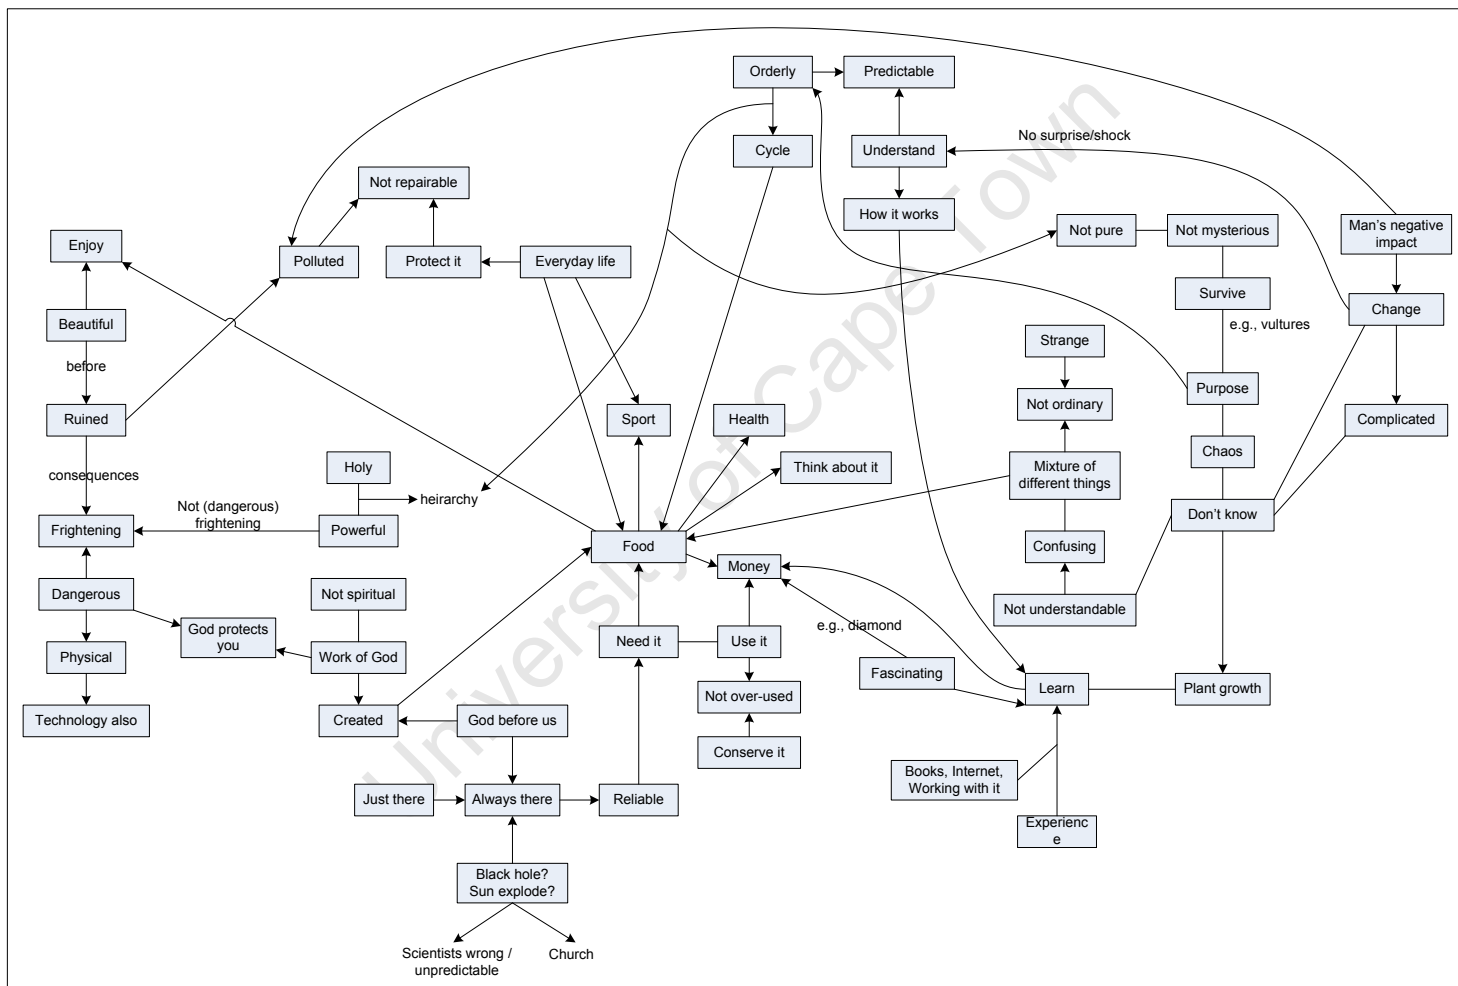 Orderly
Predictable
No surprise/shock
Cycle
Understand
Not repairable
How it works
Enjoy
Polluted
Protect it
Everyday life
Not pure
Not mysterious
Man's negative
impact
Survive
Change
Beautiful
e.g., vultures
Strange
before
Purpose
Not ordinary
Ruined
Sport
Health
Complicated
Chaos
Holy
Think about it
Mixture of
different things
consequences
heirarchy
Not (dangerous)
frightening
Frightening
Powerful
Don't know
Food
Confusing
Money
Dangerous
Not spiritual
Not understandable
e.g., diamond
God protects
you
Need it
Use it
Physical
Work of God
Fascinating
Learn
Plant growth
Not over-used
Technology also
Created
God before us
Conserve it
Books, Internet,
Working with it
Just there
Always there
Reliable
Experienc
e
Black hole?
Sun explode?
Scientists wrong /
unpredictable
Church
University of Cape Town